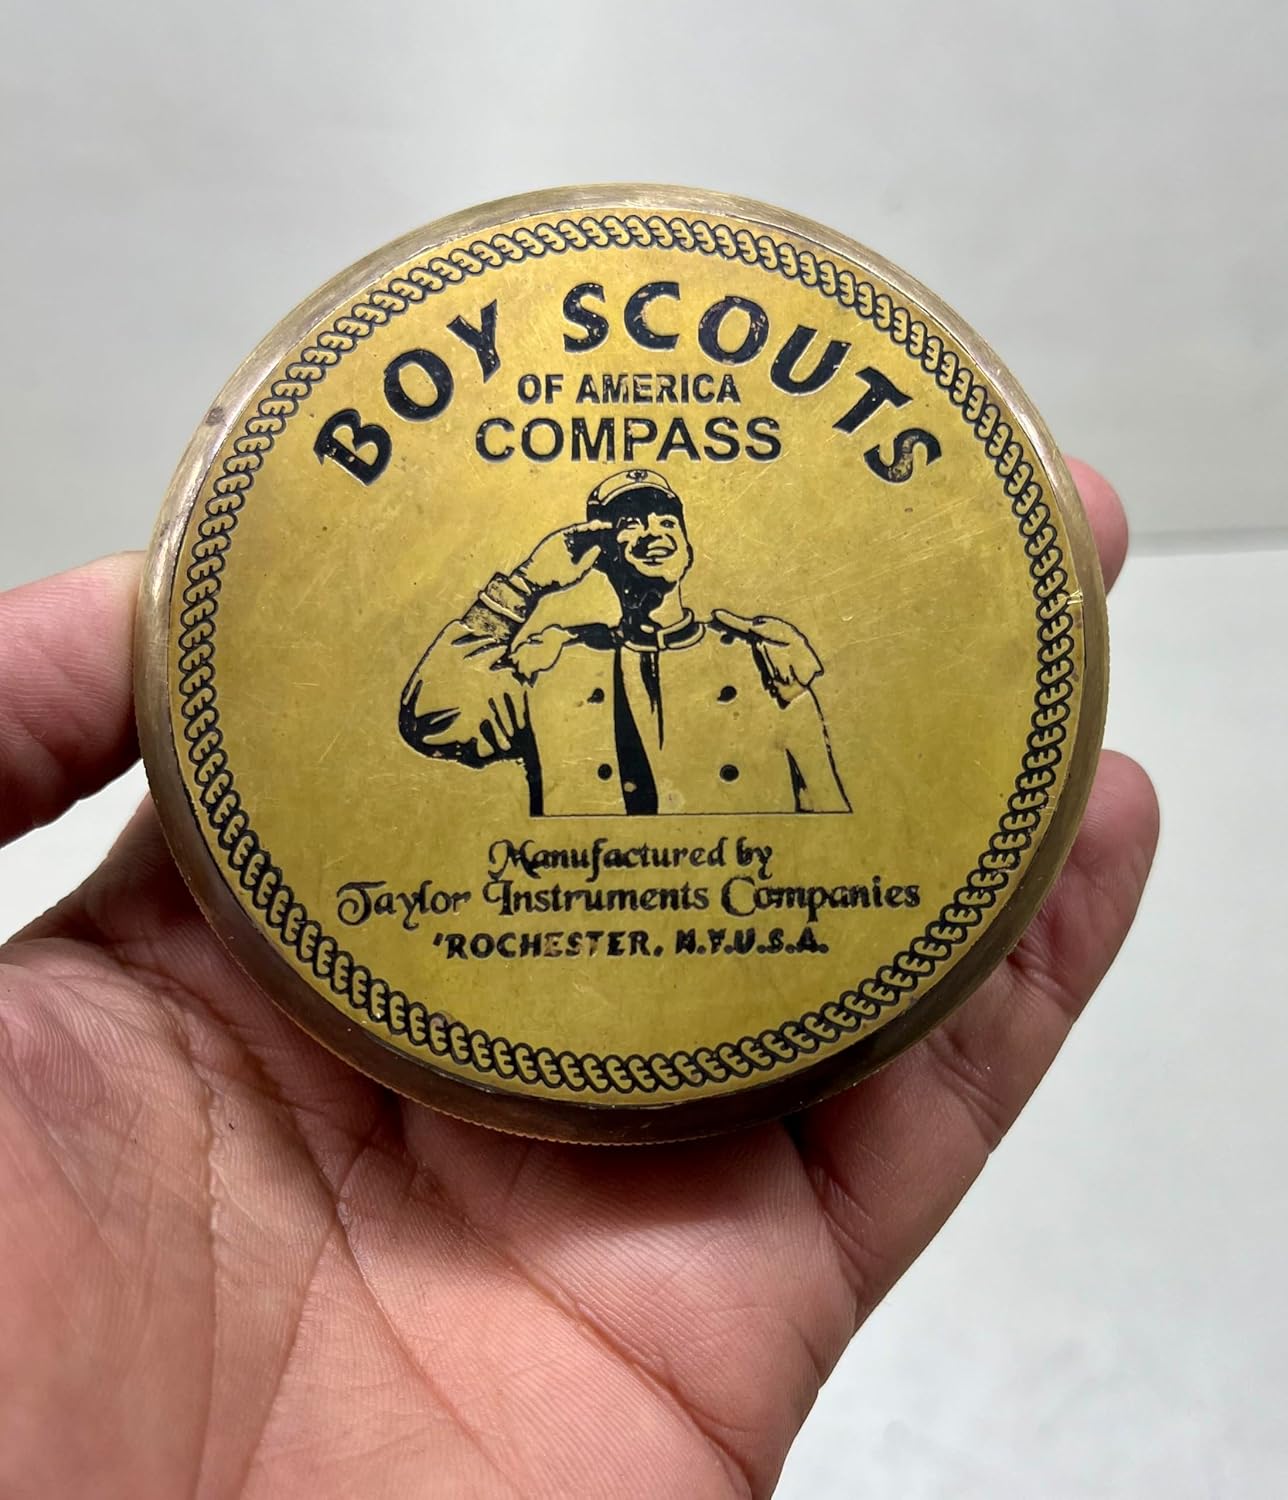 BOY SCOUTS
OF AMERICA
COMPASS
Manufactured by
Taylor Instruments Companies
'ROCHESTER. N.Y.U.S.A.